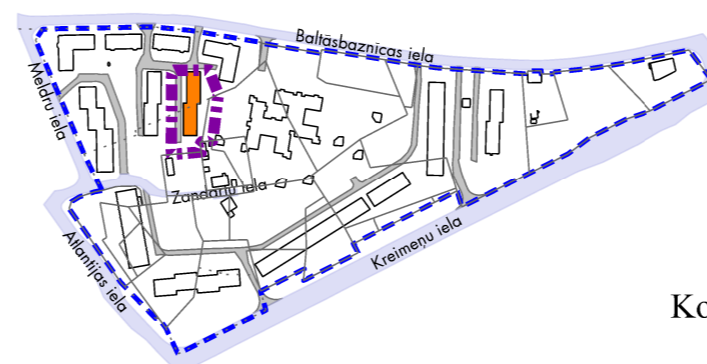 Baltāsbaznīcas iela
Meldru iela
Zandartu iela
Atlantijas iela
Kreimeņu iela
Ko